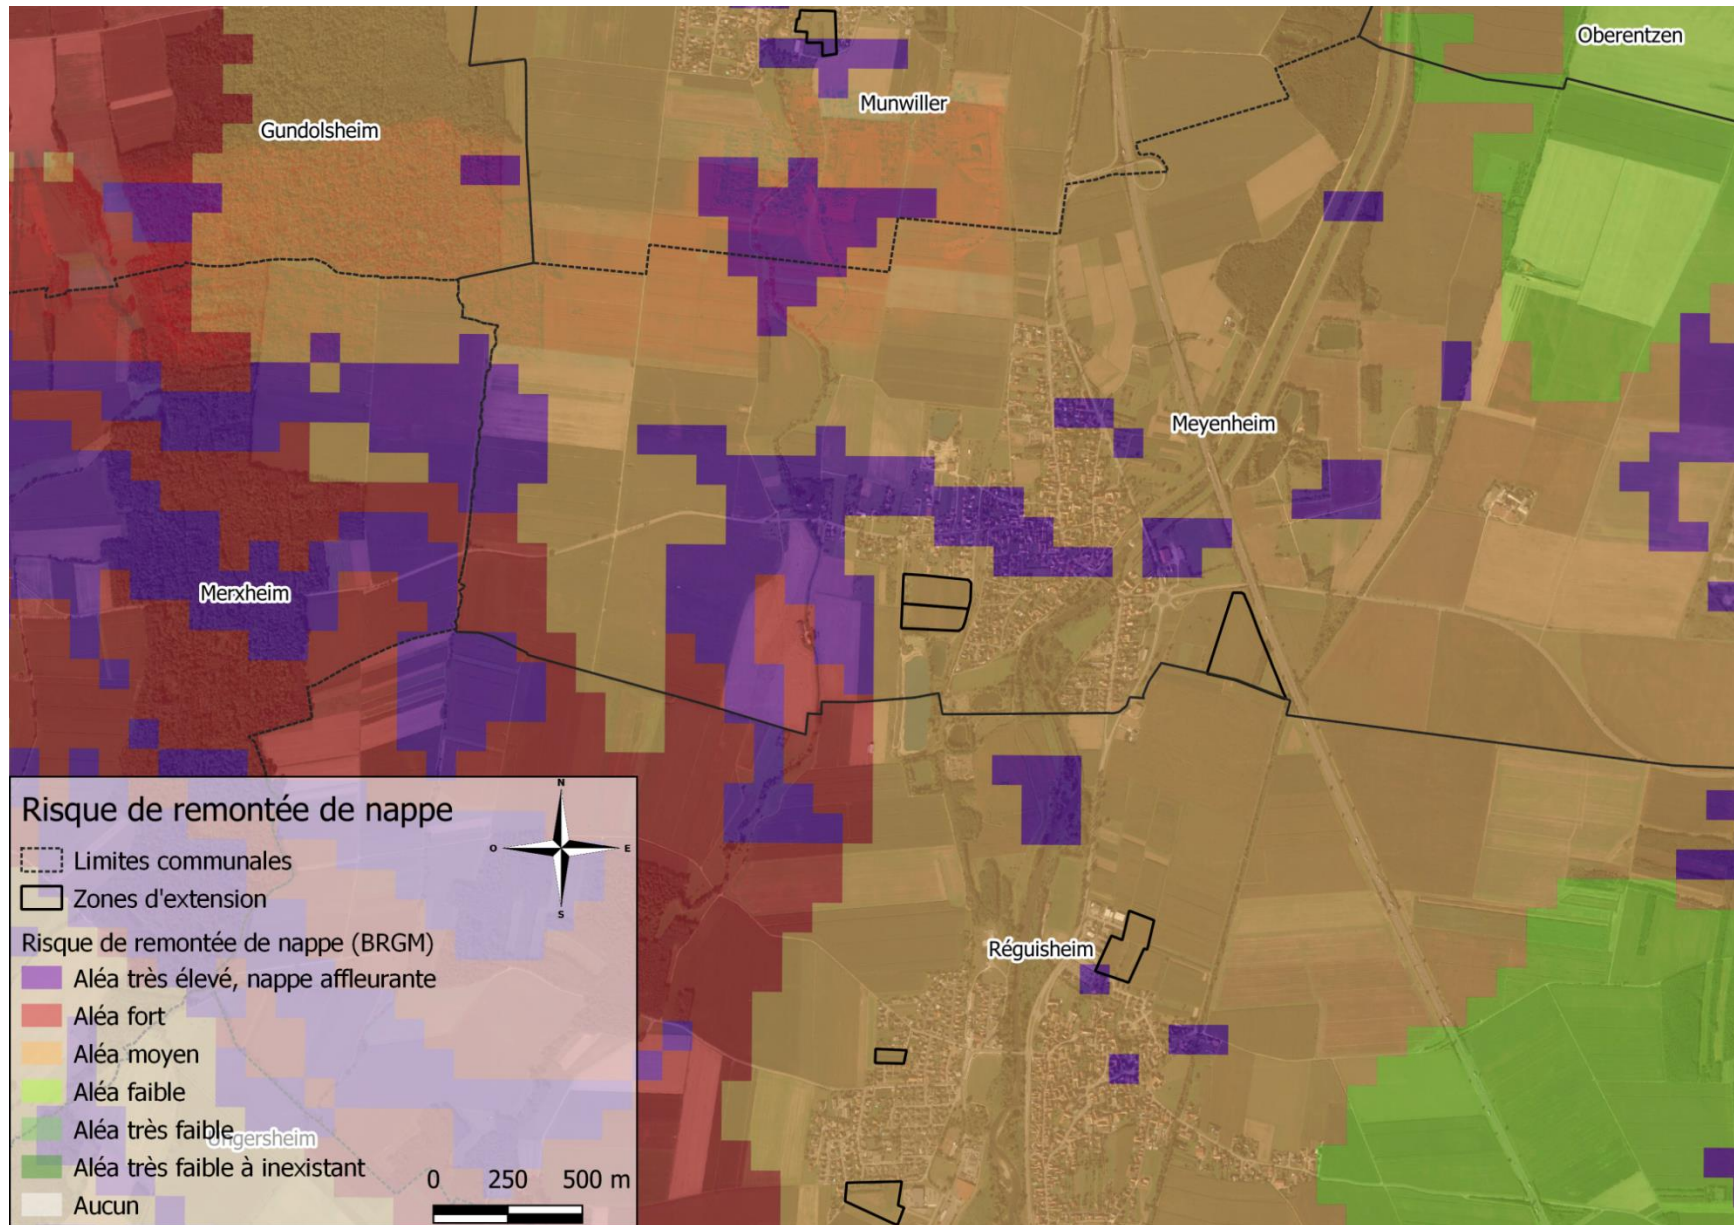 Oberentzen
Munwiller
Gundolsheim
Meyenheim
Merxheim
Réguisheim
Risque de remontée de nappe
Limites communales
Zones d'extension
Risque de remontée de nappe (BRGM)
Aléa très élevé, nappe affleurante
Aléa fort
Aléa moyen
Aléa faible
Aléa très faible
Ungersheim
Aléa très faible à inexistant
Aucun
N
O
E
S
0 250 500 m